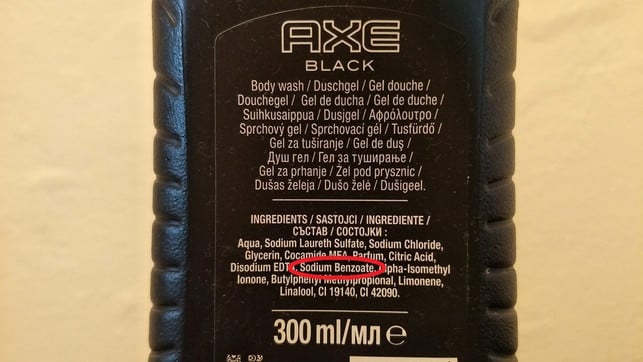 AXE
BLACK
Body wash / Duschgel / Gel douche /
Douchegel / Gel de ducha / Gel de duche /
Suihkusaippua / Dusjgel / Αφρόλουτρο /
Sprchový gel / Sprchovací gél / Tusfürdő /
Gel za tuširanje / Gel de duș /
Душ гел / Гел за туширање /
Gel za prhanje / Żel pod prysznic /
Dušas želeja / Dušo želė / Dušigeel.
INGREDIENTS / SASTOJCI / INGREDIENTE /
СЪСТАВ / СОСТОЈКИ :
Aqua, Sodium Laureth Sulfate, Sodium Chloride,
Glycerin, Cocamide MEA, Parfum, Citric Acid,
Disodium EDTA, Sodium Benzoate, Alpha-Isomethyl
Ionone, Butylphenyl Methylpropional, Limonene,
Linalool, CI 19140, CI 42090.
300 ml/мл e